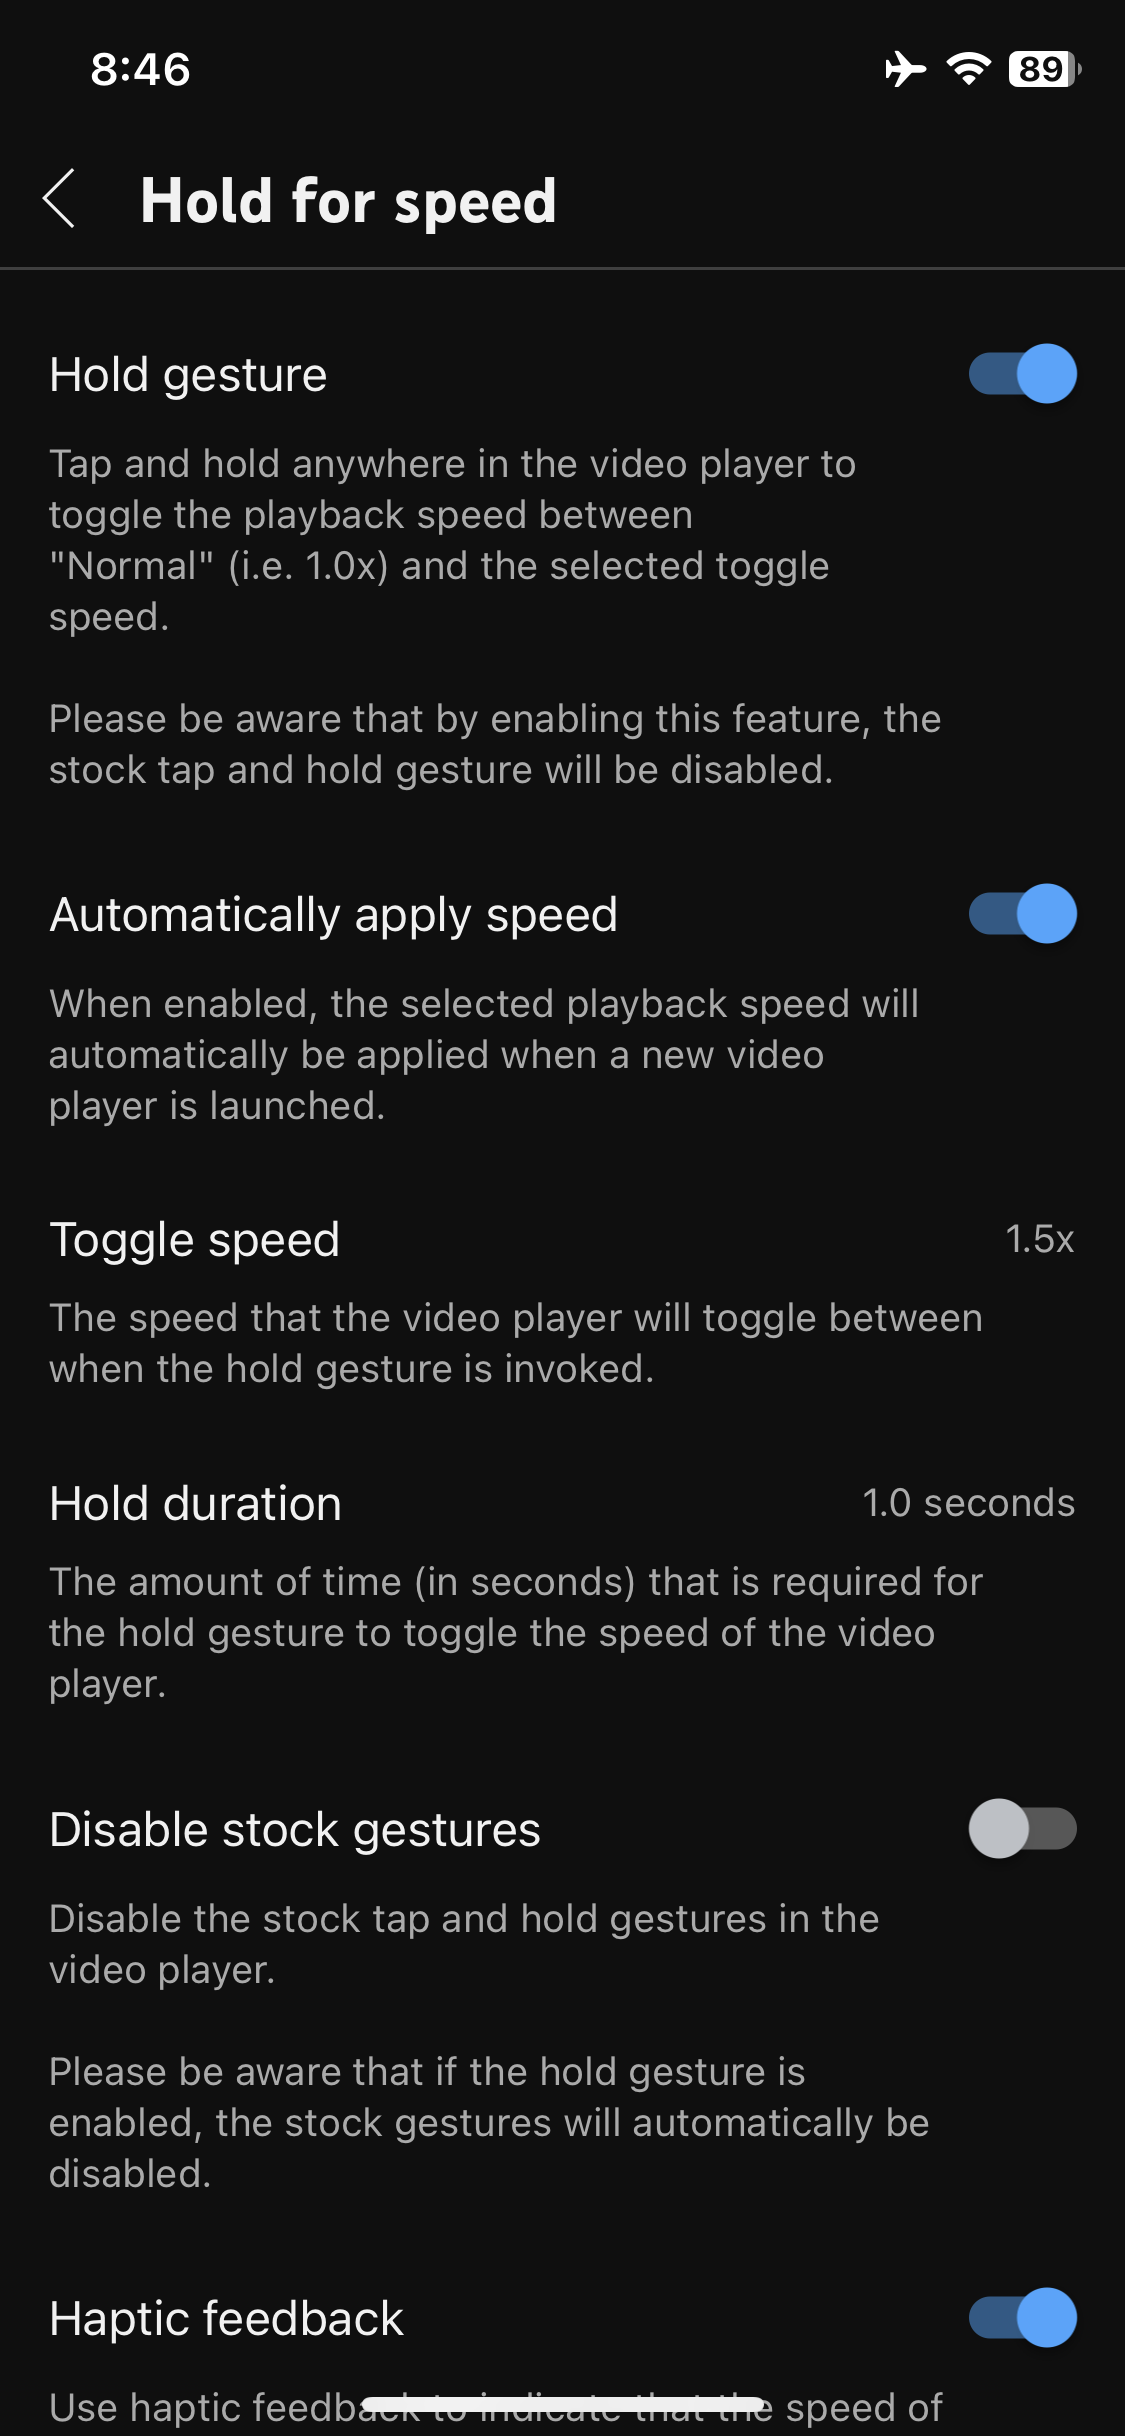 8:46
89
Hold for speed
Hold gesture
Tap and hold anywhere in the video player to
toggle the playback speed between
"Normal" (i.e. 1.0x) and the selected toggle
speed.
Please be aware that by enabling this feature, the
stock tap and hold gesture will be disabled.
Automatically apply speed
When enabled, the selected playback speed will
automatically be applied when a new video
player is launched.
Toggle speed
1.5x
The speed that the video player will toggle between
when the hold gesture is invoked.
Hold duration
1.0 seconds
The amount of time (in seconds) that is required for
the hold gesture to toggle the speed of the video
player.
Disable stock gestures
Disable the stock tap and hold gestures in the
video player.
Please be aware that if the hold gesture is
enabled, the stock gestures will automatically be
disabled.
Haptic feedback
Use haptic feedback to indicate that the speed of